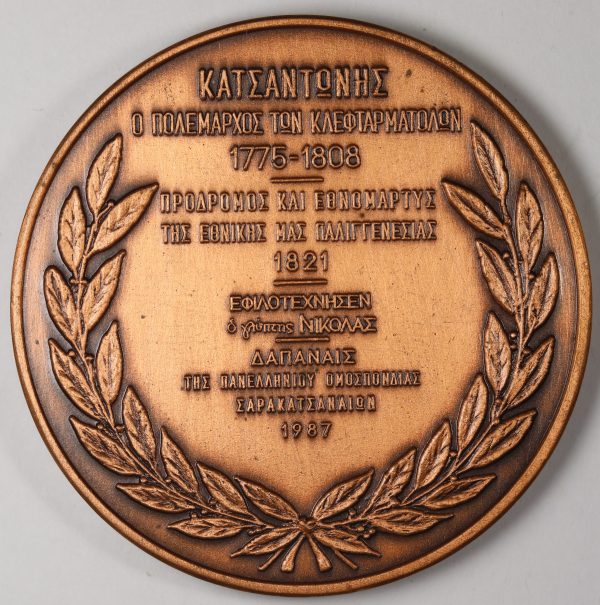 ΚΑΤΣΑΝΤΩΝΗΣ
Ο ΠΟΛΕΜΑΡΧΟΣ ΤΩΝ ΚΛΕΦΤΑΡΜΑΤΟΛΩΝ
1775-1808
ΠΡΟΔΡΟΜΟΣ ΚΑΙ ΕΘΝΟΜΑΡΤΥΣ
ΤΗΣ ΕΘΝΙΚΗΣ ΜΑΣ ΠΑΛΙΓΓΕΝΕΣΙΑΣ
1821
ΕΦΙΛΟΤΕΧΝΗΣΕΝ
ὁ γλύπτης ΝΙΚΟΛΑΣ
ΔΑΠΑΝΑΙΣ
ΤΗΣ ΠΑΝΕΛΛΗΝΙΟΥ ΟΜΟΣΠΟΝΔΙΑΣ
ΣΑΡΑΚΑΤΣΑΝΑΙΩΝ
1987